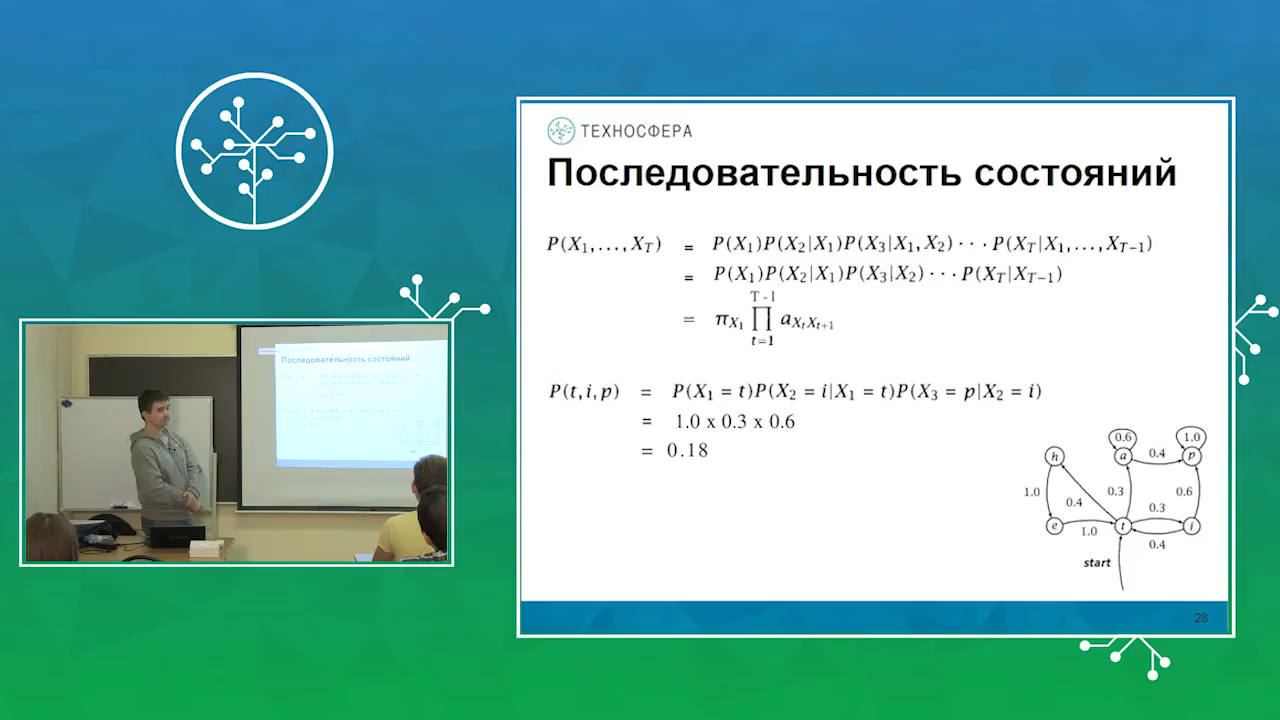 ТЕХНОСФЕРА
Последовательность состояний
P(X₁,...,X_T) = P(X₁)P(X₂|X₁)P(X₃|X₁,X₂)···P(X_T|X₁,...,X_{T−1})
= P(X₁)P(X₂|X₁)P(X₃|X₂)···P(X_T|X_{T−1})
= π_{X₁} ∏_{t=1}^{T-1} a_{X_tX_{t+1}}
P(t,i,p) = P(X₁ = t)P(X₂ = i|X₁ = t)P(X₃ = p|X₂ = i)
= 1.0 x 0.3 x 0.6
= 0.18
0.6 1.0
h a 0.4 p
1.0 0.4 0.3 0.3 0.6
e 1.0 t 0.4 i
start
28
Последовательность состояний